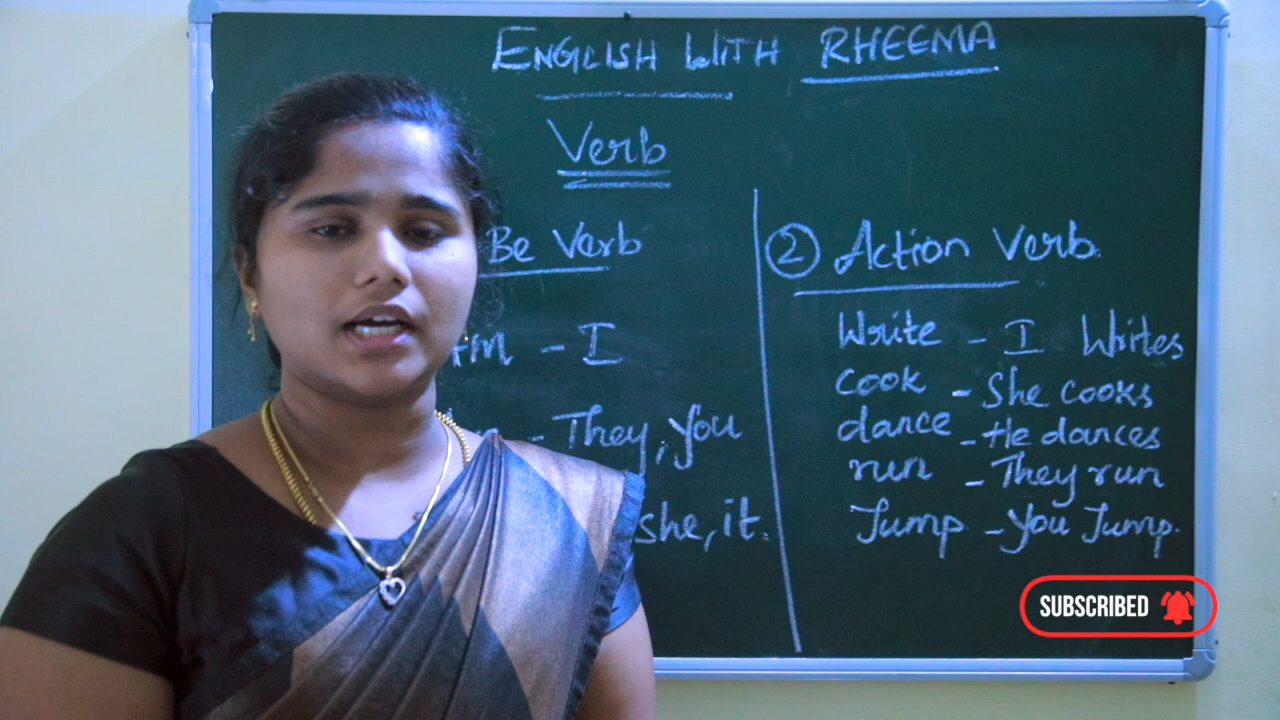 ENGLISH WITH RHEEMA
Verb
Be Verb
Am - I
- They, you
she, it.
② Action Verb.
Write - I Writes
Cook - She cooks
dance - He dances
run - They run
Jump - You Jump.
SUBSCRIBED